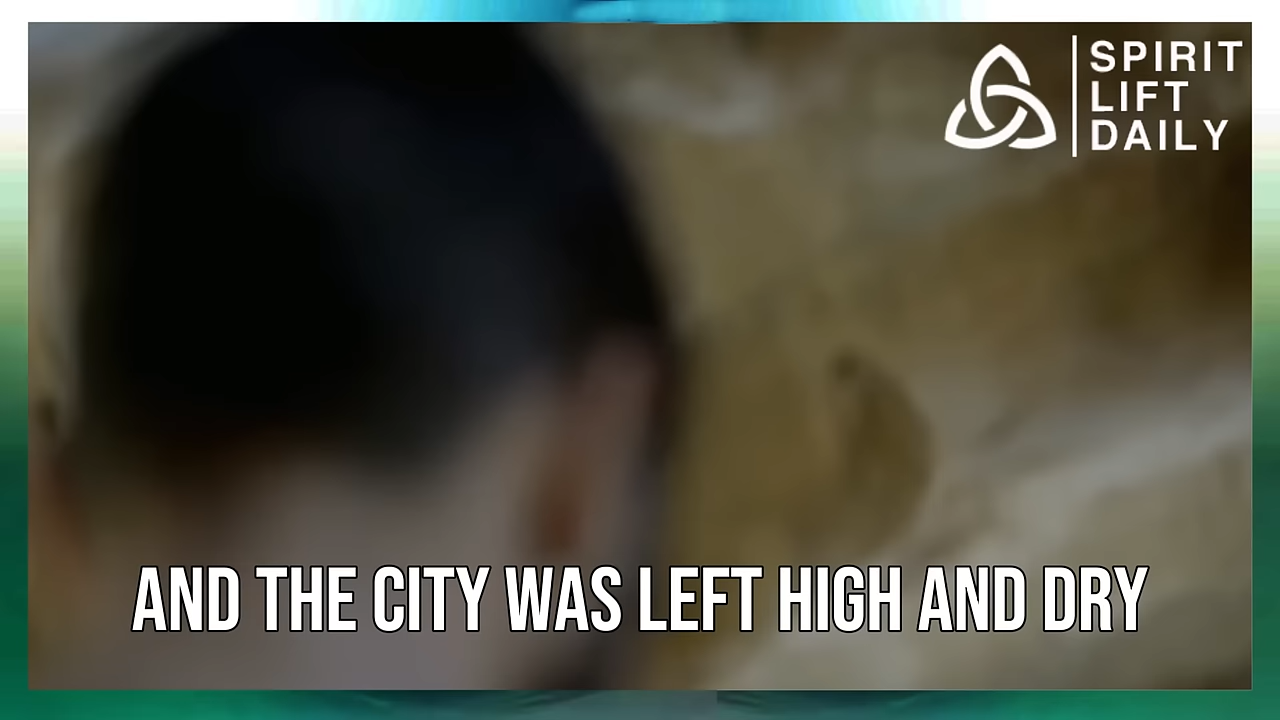 SPIRIT
LIFT
DAILY
AND THE CITY WAS LEFT HIGH AND DRY